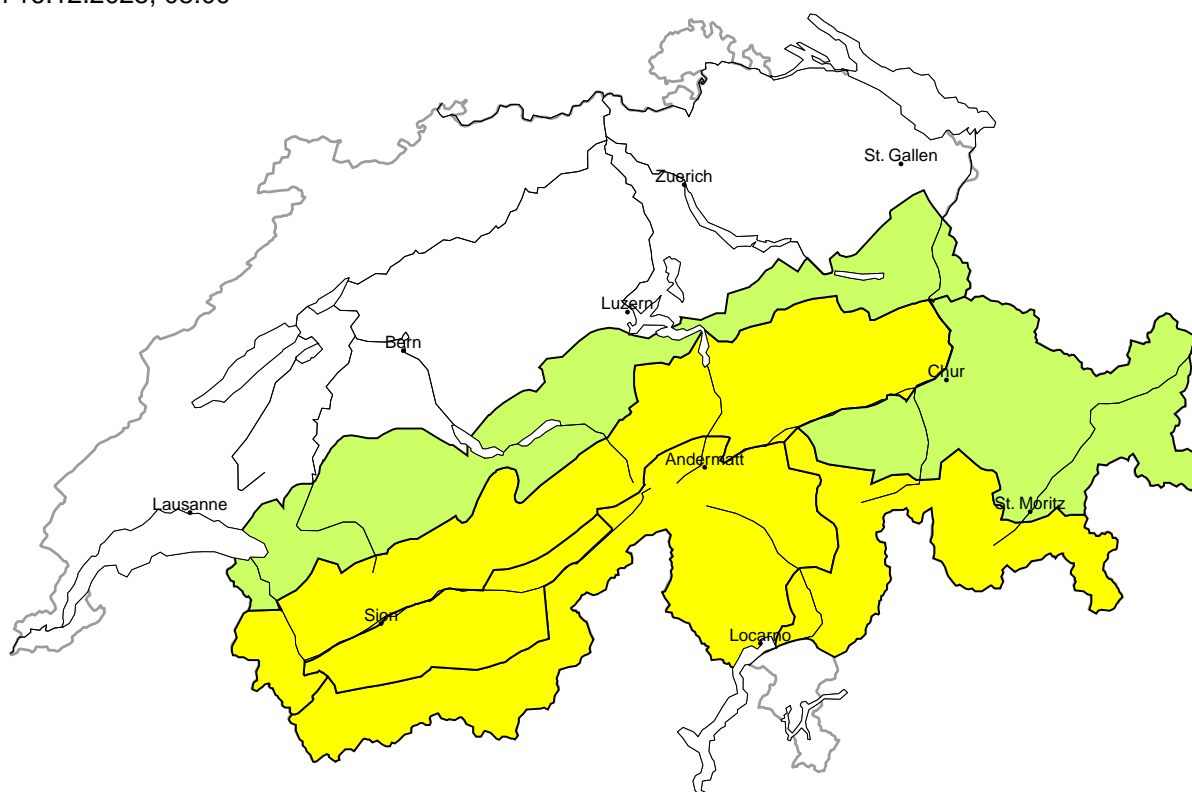 St. Gallen
Zuerich
Luzern
Bern
Chur
Andermatt
Lausanne
St. Moritz
Sion
Locarno